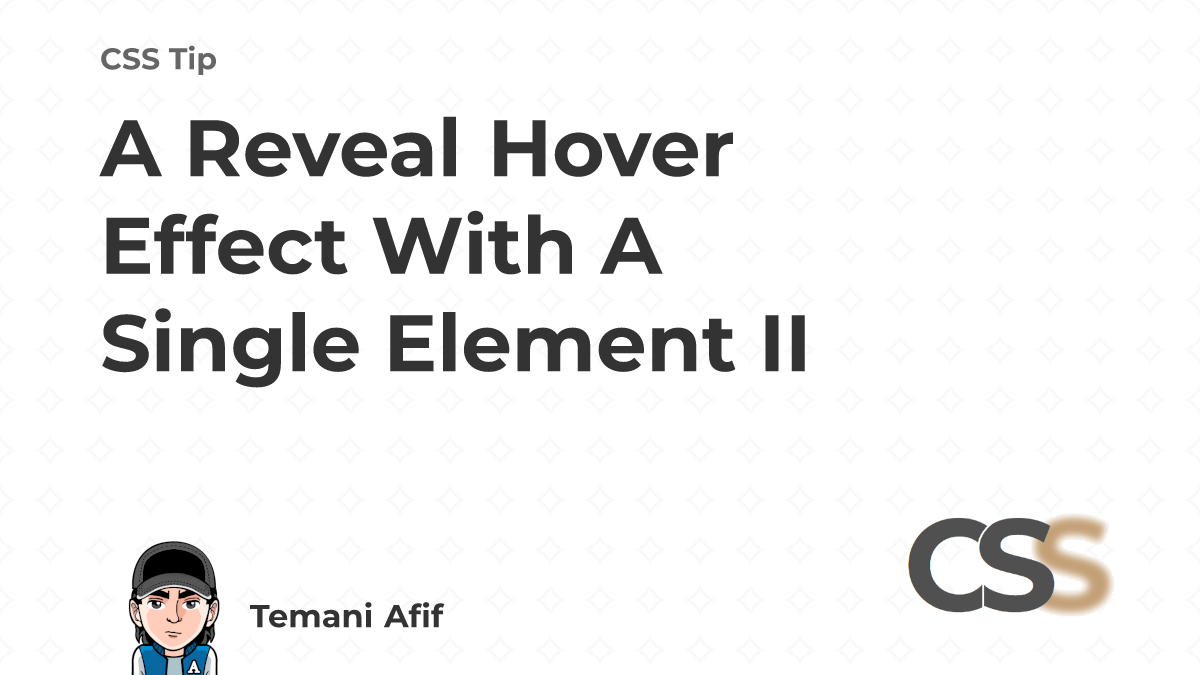 CSS Tip
A Reveal Hover
Effect With A
Single Element II
A
Temani Afif
CSS